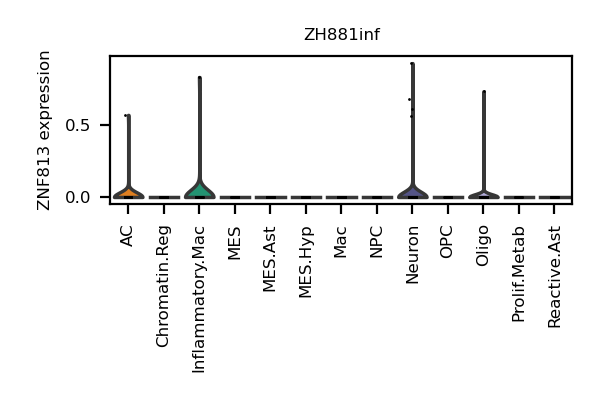 ZH881inf
ZNF813 expression
0.5
0.0
AC
Chromatin.Reg
Inflammatory.Mac
MES
MES.Ast
MES.Hyp
Mac
NPC
Neuron
OPC
Oligo
Prolif.Metab
Reactive.Ast